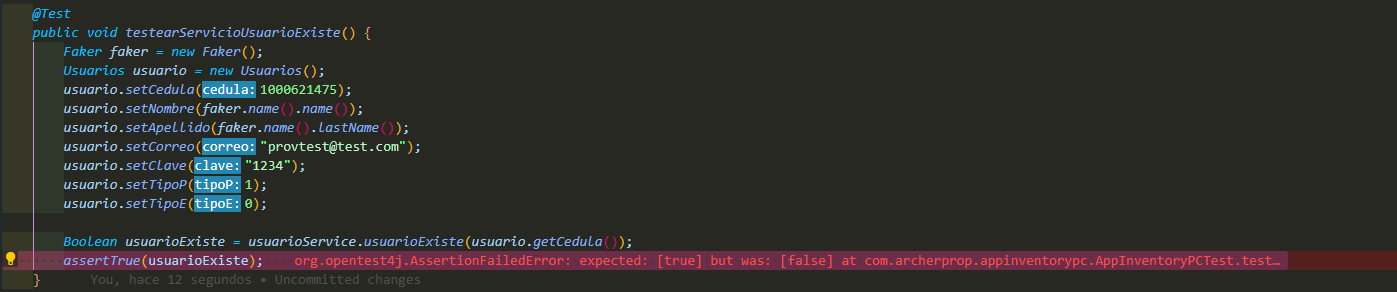 @Test
public void testearServicioUsuarioExiste() {
Faker faker = new Faker();
Usuarios usuario = new Usuarios();
usuario.setCedula(cedula:1000621475);
usuario.setNombre(faker.name().name());
usuario.setApellido(faker.name().lastName());
usuario.setCorreo(correo:"provtest@test.com");
usuario.setClave(clave:"1234");
usuario.setTipoP(tipoP:1);
usuario.setTipoE(tipoE:0);
Boolean usuarioExiste = usuarioService.usuarioExiste(usuario.getCedula());
assertTrue(usuarioExiste); org.opentest4j.AssertionFailedError: expected: [true] but was: [false] at com.archerprop.appinventorypc.AppInventoryPCTest.test…
} You, hace 12 segundos • Uncommitted changes